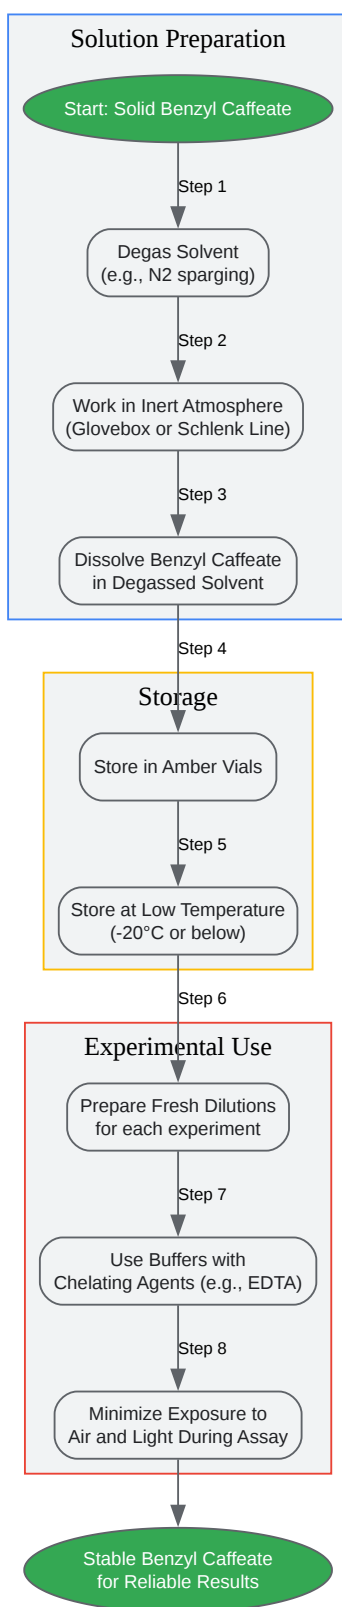 Solution Preparation
Start: Solid Benzyl Caffeate
Step 1
Degas Solvent
(e.g., N2 sparging)
Step 2
Work in Inert Atmosphere
(Glovebox or Schlenk Line)
Step 3
Dissolve Benzyl Caffeate
in Degassed Solvent
Step 4
Storage
Store in Amber Vials
Step 5
Store at Low Temperature
(-20°C or below)
Step 6
Experimental Use
Prepare Fresh Dilutions
for each experiment
Step 7
Use Buffers with
Chelating Agents (e.g., EDTA)
Step 8
Minimize Exposure to
Air and Light During Assay
Stable Benzyl Caffeate
for Reliable Results